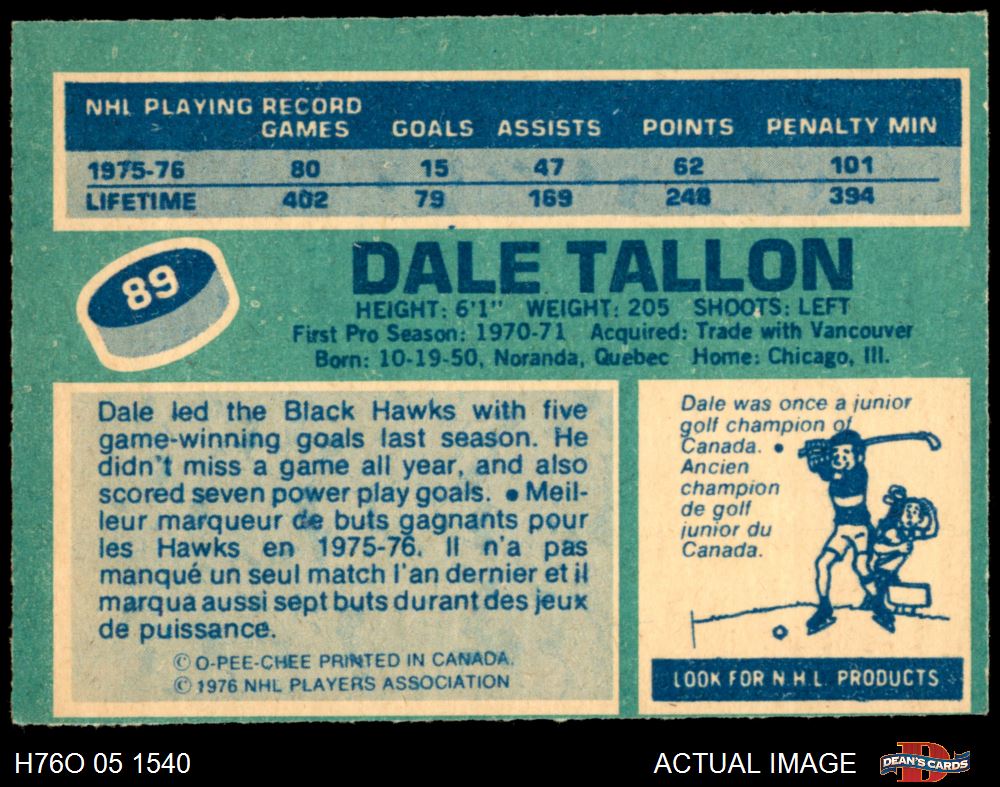 NHL PLAYING RECORD
GAMES GOALS ASSISTS POINTS PENALTY MIN
1975-76 80 15 47 62 101
LIFETIME 402 79 169 248 394
89
DALE TALLON
HEIGHT: 6'1" WEIGHT: 205 SHOOTS: LEFT
First Pro Season: 1970-71 Acquired: Trade with Vancouver
Born: 10-19-50, Noranda, Quebec Home: Chicago, Ill.
Dale led the Black Hawks with five
game-winning goals last season. He
didn't miss a game all year, and also
scored seven power play goals. ● Meil-
leur marqueur de buts gagnants pour
les Hawks en 1975-76. Il n'a pas
manqué un seul match l'an dernier et il
marqua aussi sept buts durant des jeux
de puissance.
© O-PEE-CHEE PRINTED IN CANADA.
© 1976 NHL PLAYERS ASSOCIATION
Dale was once a junior
golf champion of
Canada. ●
Ancien
champion
de golf
junior du
Canada.
LOOK FOR N.H.L. PRODUCTS
H76O 05 1540
ACTUAL IMAGE
D
DEAN'S CARDS